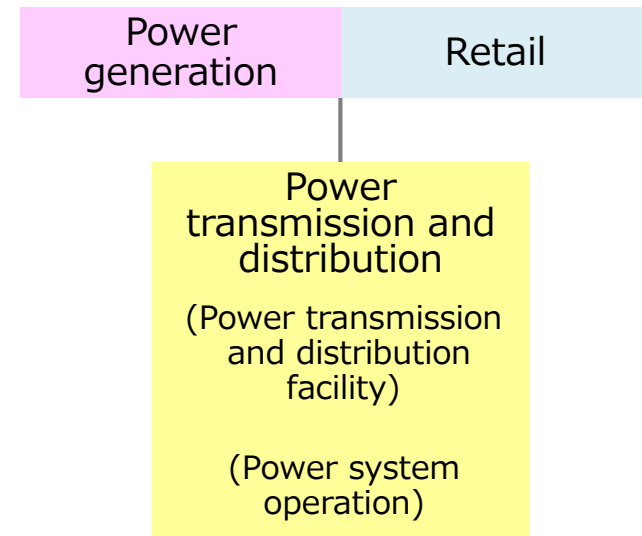 Power
generation
Retail
Power
transmission and
distribution
(Power transmission
and distribution
facility)
(Power system
operation)